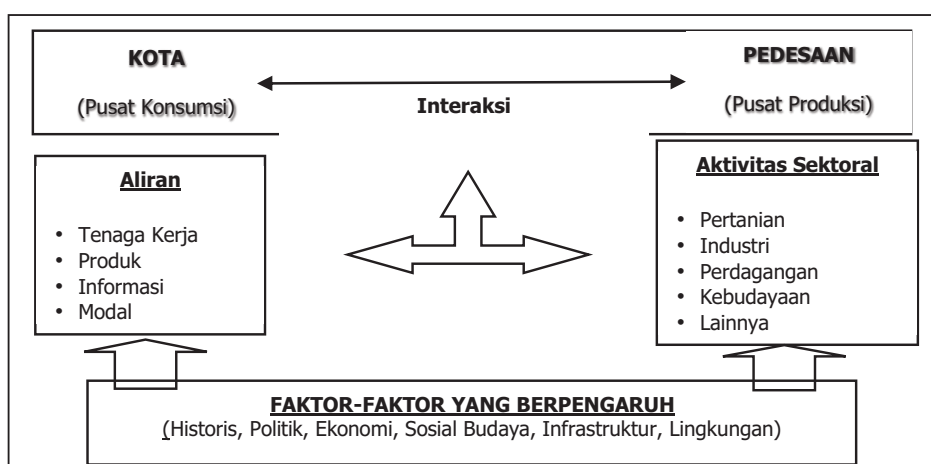 KOTA
(Pusat Konsumsi)
Interaksi
PEDESAAN
(Pusat Produksi)
Aliran
• Tenaga Kerja
• Produk
• Informasi
• Modal
Aktivitas Sektoral
• Pertanian
• Industri
• Perdagangan
• Kebudayaan
• Lainnya
FAKTOR-FAKTOR YANG BERPENGARUH
(Historis, Politik, Ekonomi, Sosial Budaya, Infrastruktur, Lingkungan)